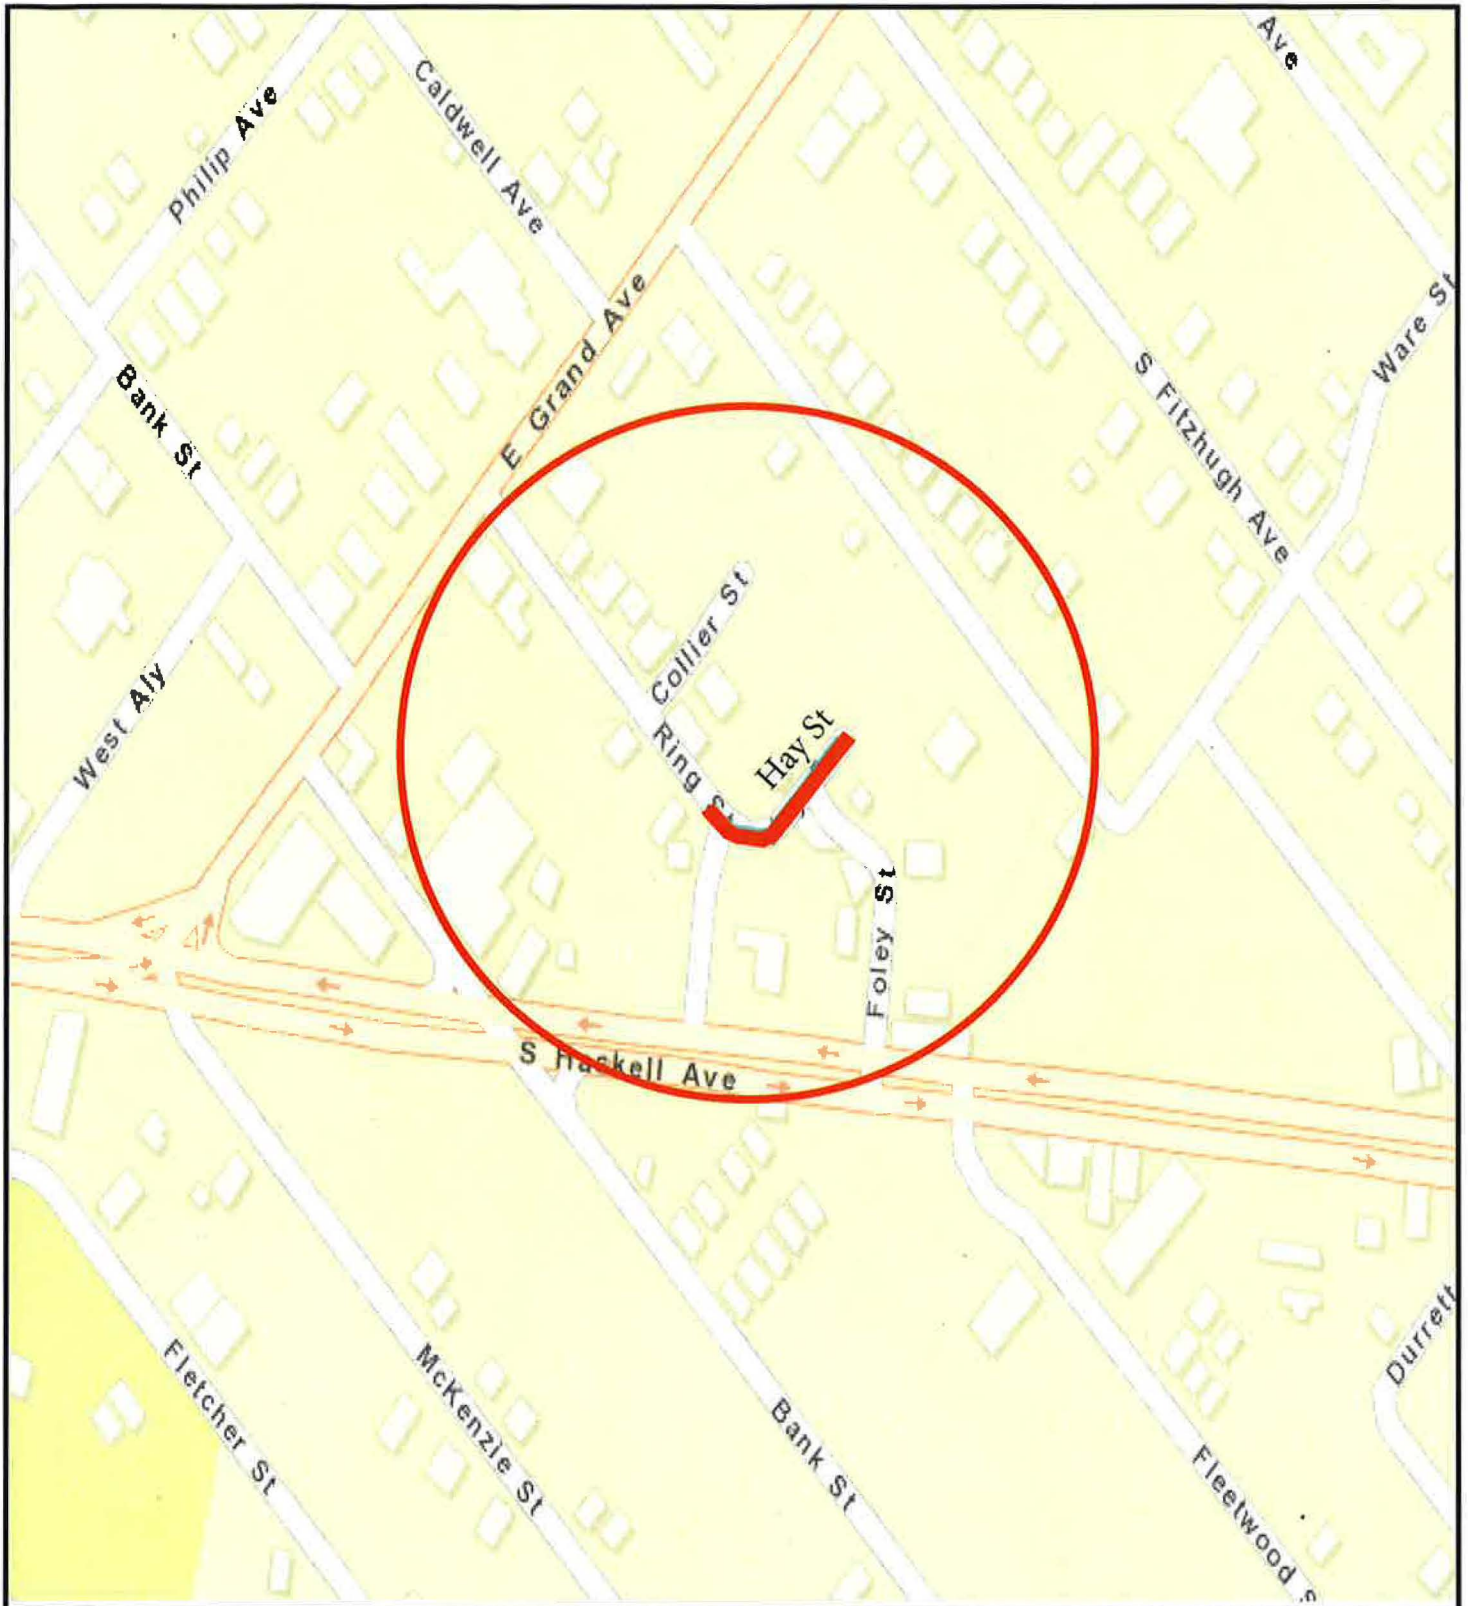 Ave
Caldwell Ave
Philip Ave
E Grand Ave
Ware St
Bank St
S Fitzhugh Ave
Collier St
West Aly
Ring St
Hay St
Foley St
S Haskell Ave
Durrett
Fletcher St
McKenzie St
Bank St
Fleetwood S